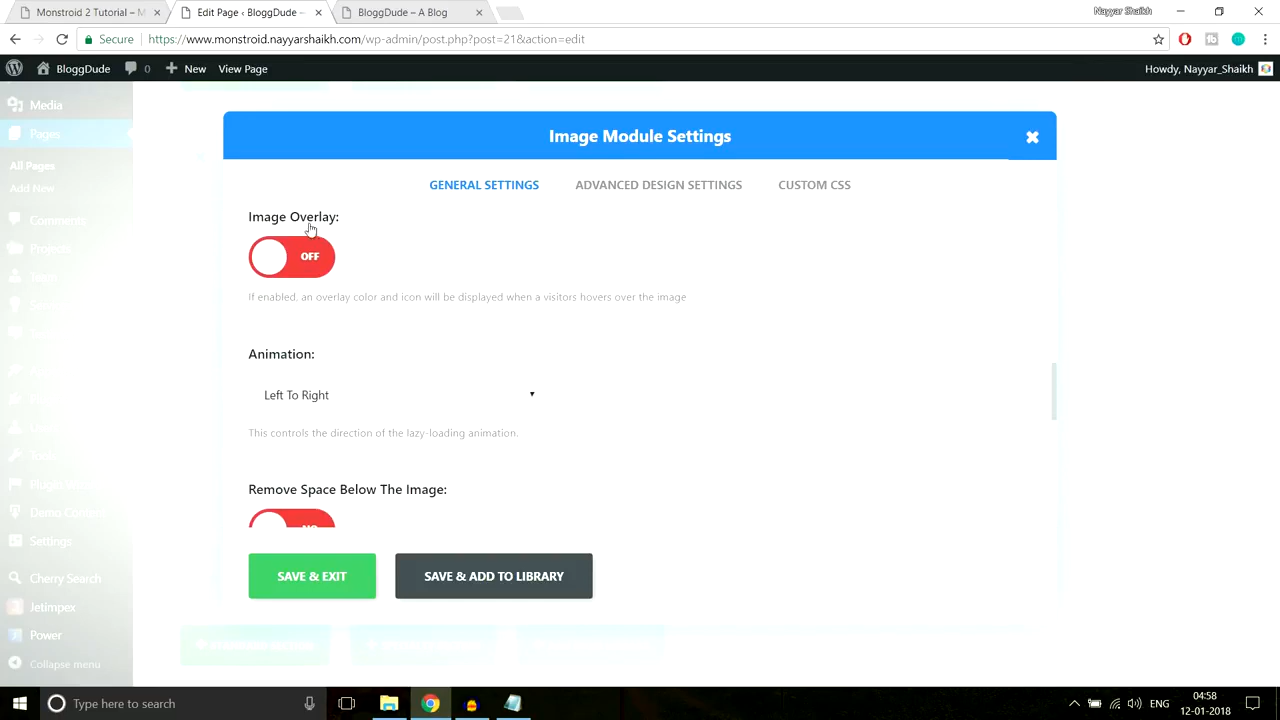 Monstroid 2 Tutorial – M
Edit Page ‹ BloggDude —
BloggDude – A Blog
Nayyar Shaikh
Secure
https://www.monstroid.nayyarshaikh.com/wp-admin/post.php?post=21&action=edit
BloggDude
0
New
View Page
Howdy, Nayyar_Shaikh
Media
Pages
All Pages
Add New
Comments
Projects
Tools
Settings
Cherry Search
Jetimpex
Power
Collapse menu
Image Module Settings
GENERAL SETTINGS
ADVANCED DESIGN SETTINGS
CUSTOM CSS
Image Overlay:
OFF
If enabled, an overlay color and icon will be displayed when a visitors hovers over the image
Animation:
Left To Right
This controls the direction of the lazy-loading animation.
Remove Space Below The Image:
NO
SAVE & EXIT
SAVE & ADD TO LIBRARY
Type here to search
ENG
04:58
12-01-2018